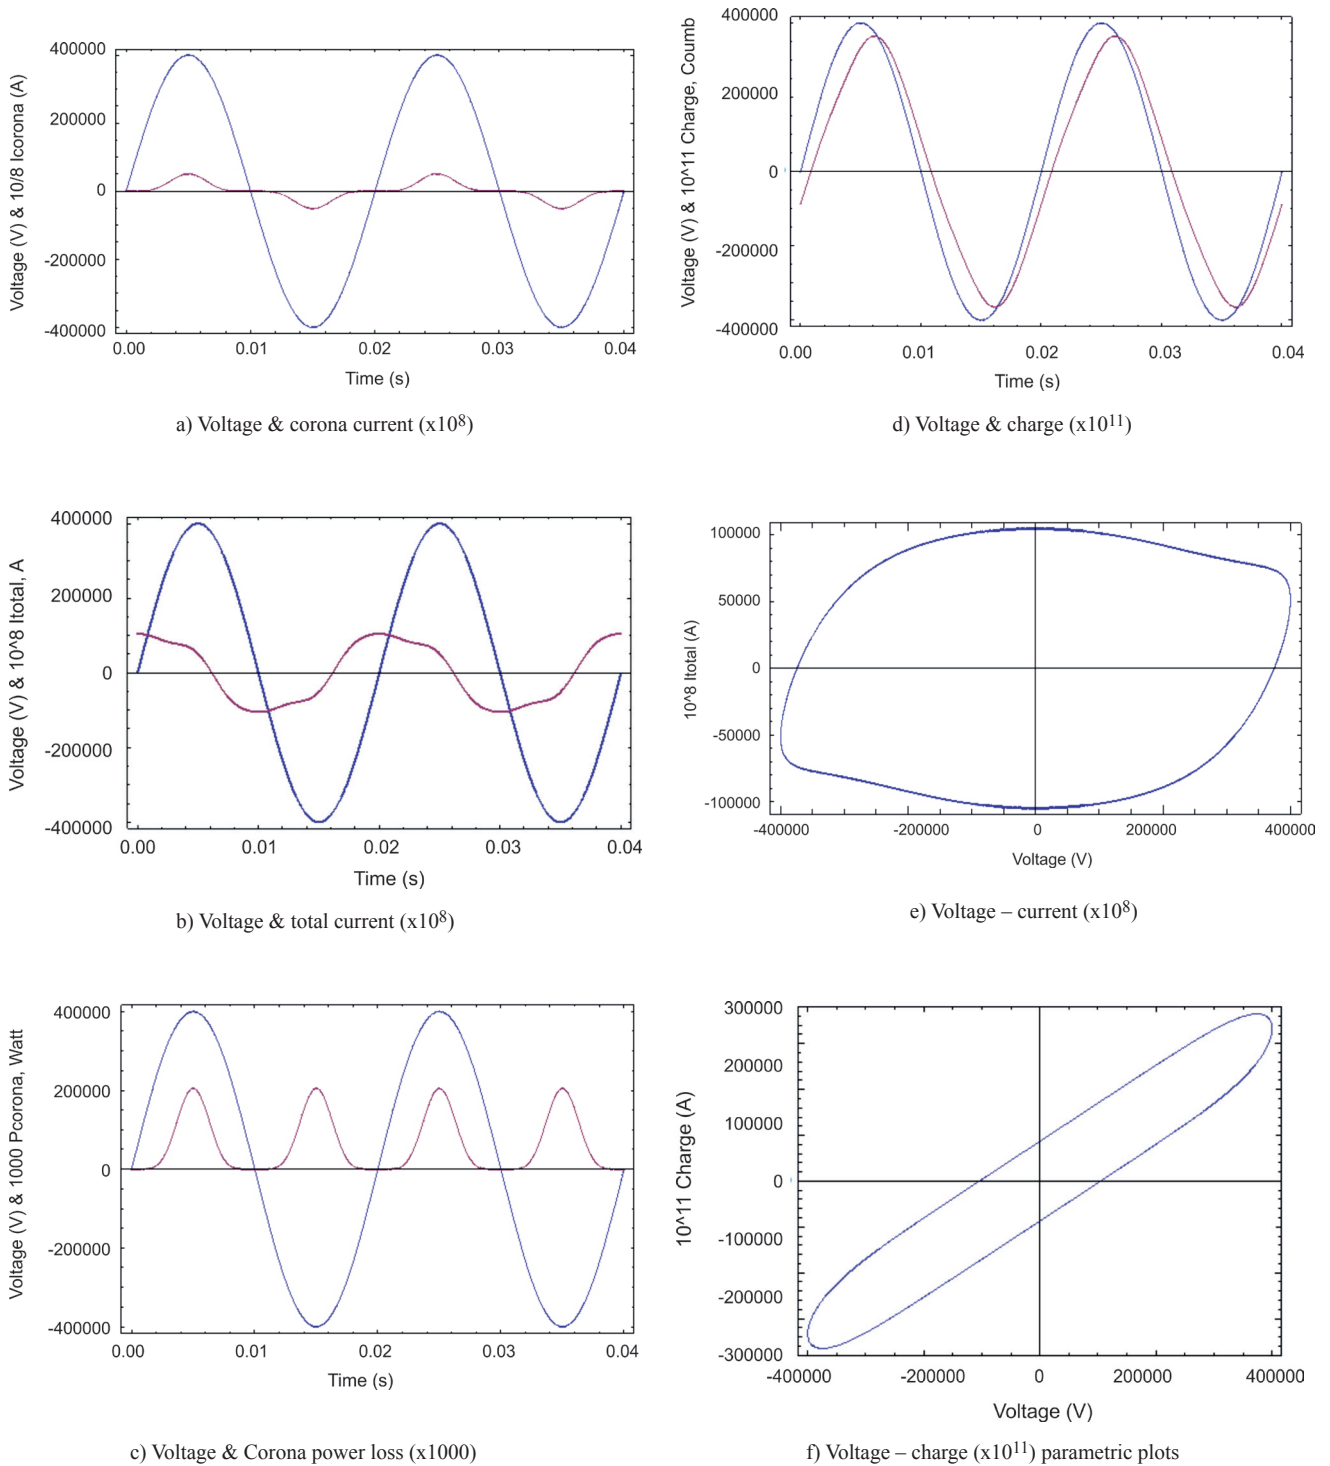 400000
200000
0
-200000
-400000
0.00 0.01 0.02 0.03 0.04
Voltage (V) & 10/8 Icorona (A)
Time (s)
a) Voltage & corona current (x10⁸)
400000
200000
0
-200000
-400000
0.00 0.01 0.02 0.03 0.04
Voltage (V) & 10^8 Itotal, A
Time (s)
b) Voltage & total current (x10⁸)
400000
200000
0
-200000
-400000
0.00 0.01 0.02 0.03 0.04
Voltage (V) & 1000 Pcorona, Watt
Time (s)
c) Voltage & Corona power loss (x1000)
400000
200000
0
-200000
-400000
0.00 0.01 0.02 0.03 0.04
Voltage (V) & 10^11 Charge, Coumb
Time (s)
d) Voltage & charge (x10¹¹)
100000
50000
0
-50000
-100000
-400000 -200000 0 200000 400000
10^8 Itotal (A)
Voltage (V)
e) Voltage – current (x10⁸)
300000
200000
100000
0
-100000
-200000
-300000
-400000 -200000 0 200000 400000
10^11 Charge (A)
Voltage (V)
f) Voltage – charge (x10¹¹) parametric plots